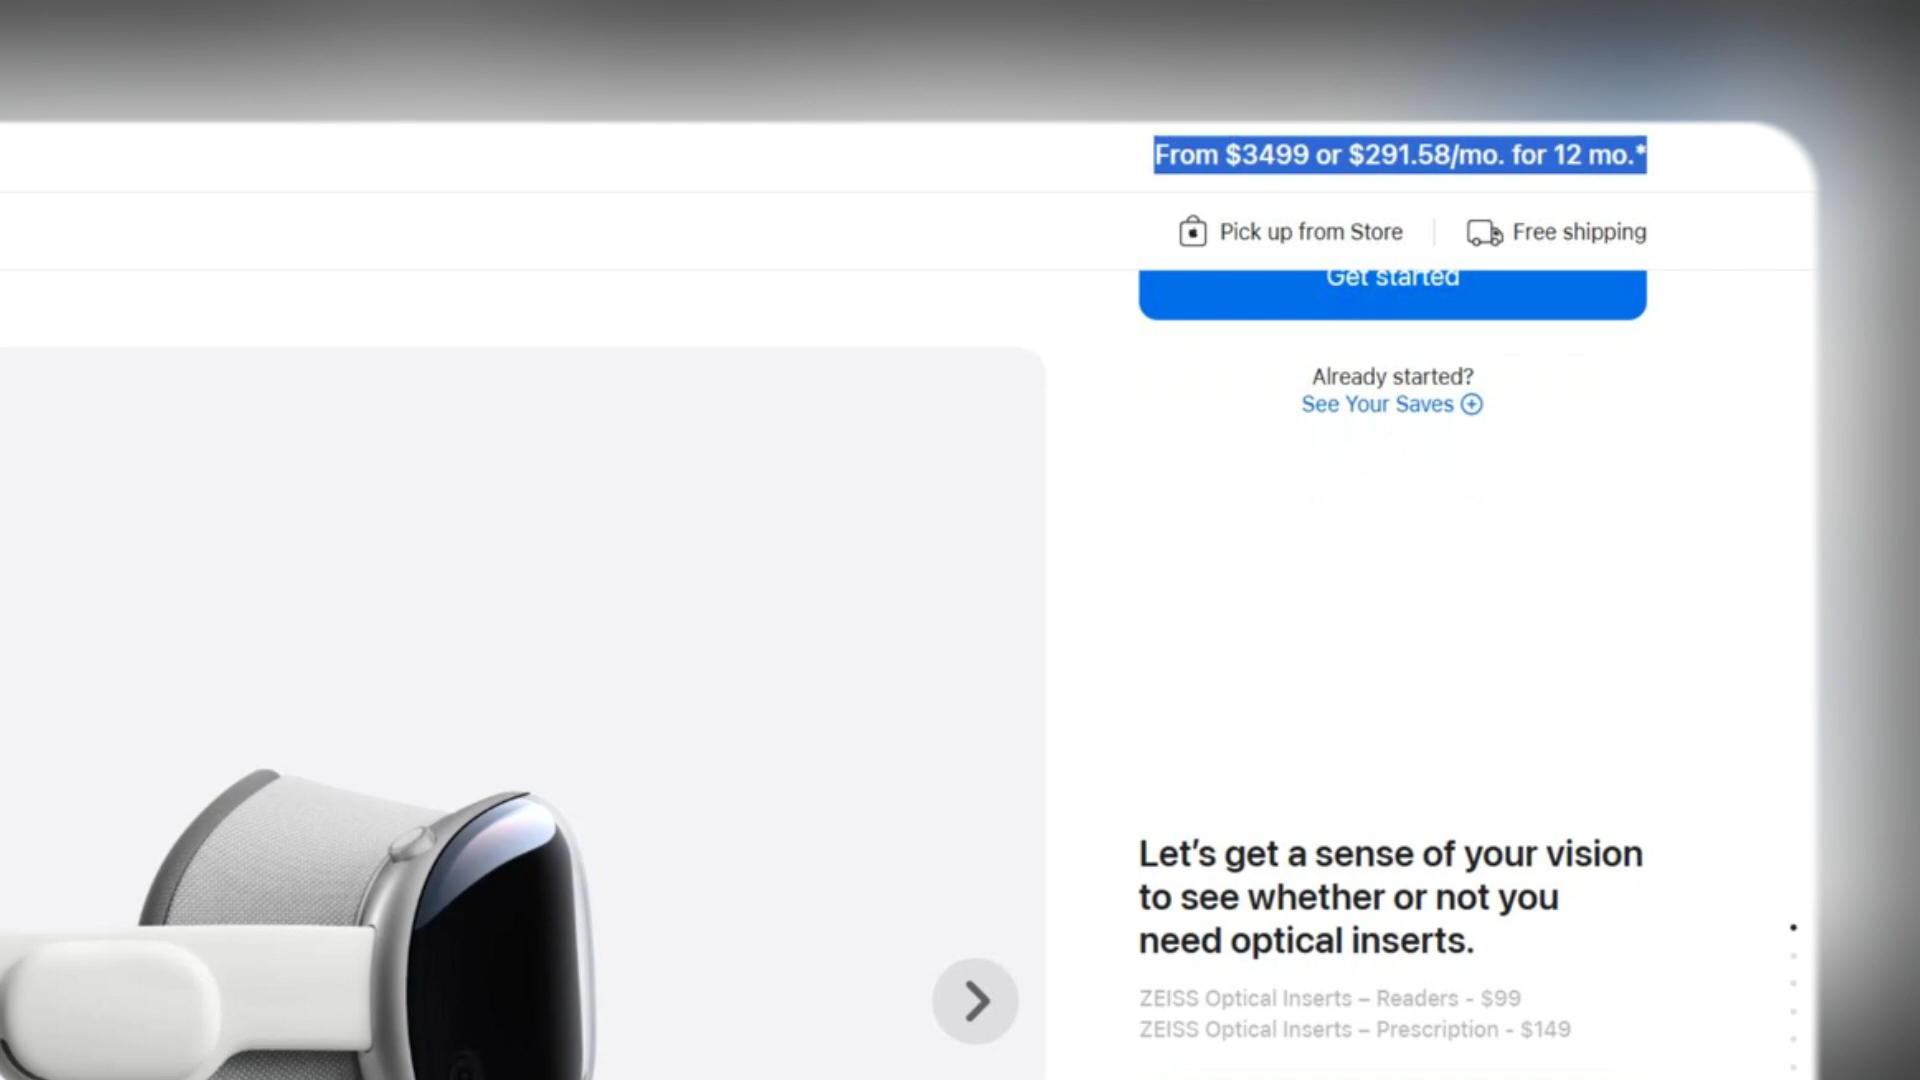 From $3499 or $291.58/mo. for 12 mo.*
Pick up from Store
Free shipping
Get started
Already started?
See Your Saves
Let's get a sense of your vision
to see whether or not you
need optical inserts.
ZEISS Optical Inserts – Readers - $99
ZEISS Optical Inserts – Prescription - $149